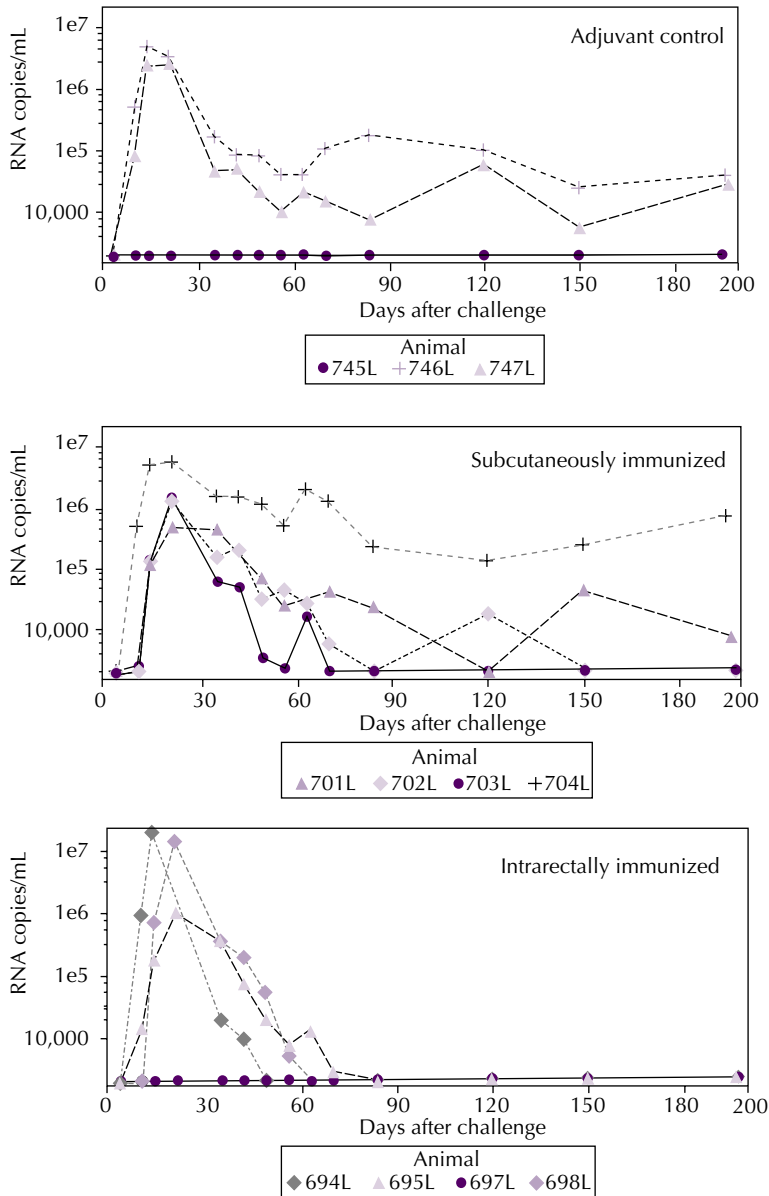 Adjuvant control
RNA copies/mL
1e7
1e6
1e5
10,000
0 30 60 90 120 150 180 200
Days after challenge
Animal
745L 746L 747L
Subcutaneously immunized
RNA copies/mL
1e7
1e6
1e5
10,000
0 30 60 90 120 150 180 200
Days after challenge
Animal
701L 702L 703L 704L
Intrarectally immunized
RNA copies/mL
1e7
1e6
1e5
10,000
0 30 60 90 120 150 180 200
Days after challenge
Animal
694L 695L 697L 698L